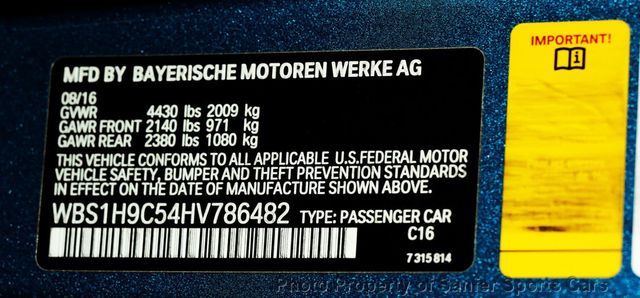 MFD BY BAYERISCHE MOTOREN WERKE AG
IMPORTANT!
08/16
GVWR 4430 lbs 2009 kg
GAWR FRONT 2140 lbs 971 kg
GAWR REAR 2380 lbs 1080 kg
THIS VEHICLE CONFORMS TO ALL APPLICABLE U.S.FEDERAL MOTOR
VEHICLE SAFETY, BUMPER AND THEFT PREVENTION STANDARDS
IN EFFECT ON THE DATE OF MANUFACTURE SHOWN ABOVE.
WBS1H9C54HV786482 TYPE: PASSENGER CAR
C16
7 315 814
Photo Property of Sanfer Sports Cars